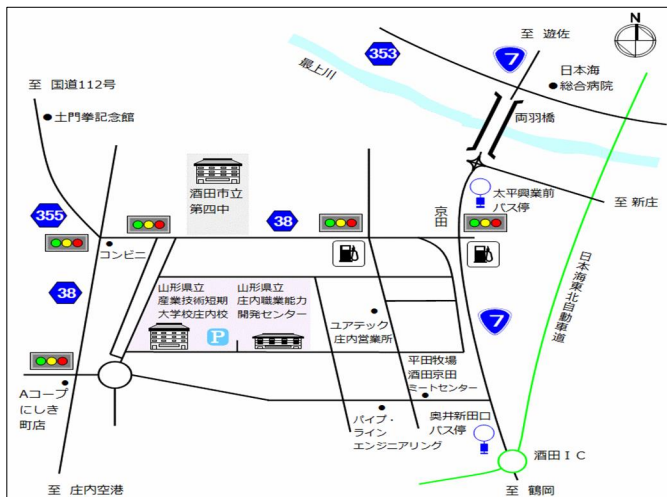 至 遊佐
N
353
7
日本海
総合病院
最上川
至 国道112号
両羽橋
土門拳記念館
酒田市立
第四中
太平興業前
バス停
至 新庄
京田
355
38
コンビニ
日本海東北自動車道
38
山形県立
産業技術短期
大学校庄内校
山形県立
庄内職業能力
開発センター
P
7
ユアテック
庄内営業所
平田牧場
酒田京田
ミートセンター
Aコープ
にしき
町店
パイプ・
ライン
エンジニアリング
奥井新田口
バス停
酒田IC
至 庄内空港
至 鶴岡